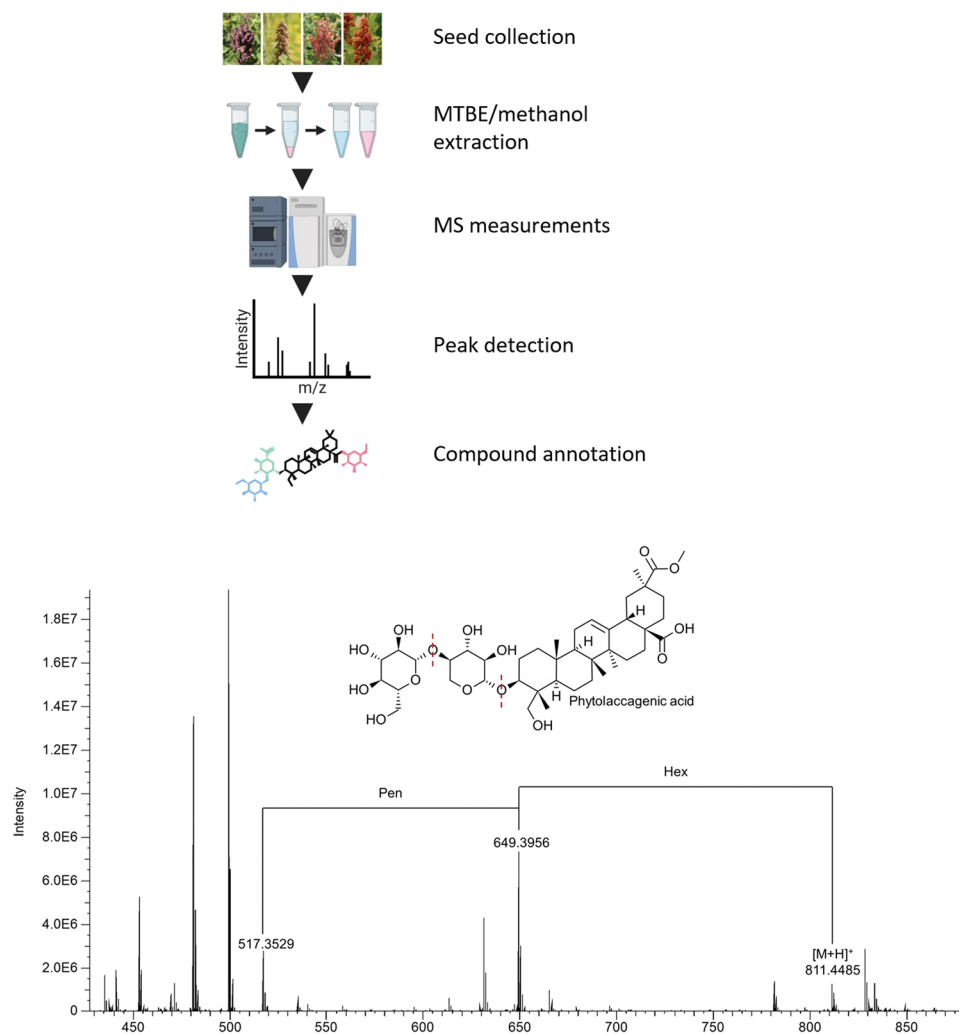 Seed collection
MTBE/methanol
extraction
MS measurements
Intensity
m/z
Peak detection
Compound annotation
O
O
H
OH
O
OH
OH
HO
O
OH
OH
HO
O
O
O
H
H
OH
HO
Phytolaccagenic acid
Intensity
1.8E7
1.6E7
1.4E7
1.2E7
1.0E7
8.0E6
6.0E6
4.0E6
2.0E6
0
Pen
Hex
517.3529
649.3956
[M+H]⁺
811.4485
450
500
550
600
650
700
750
800
850